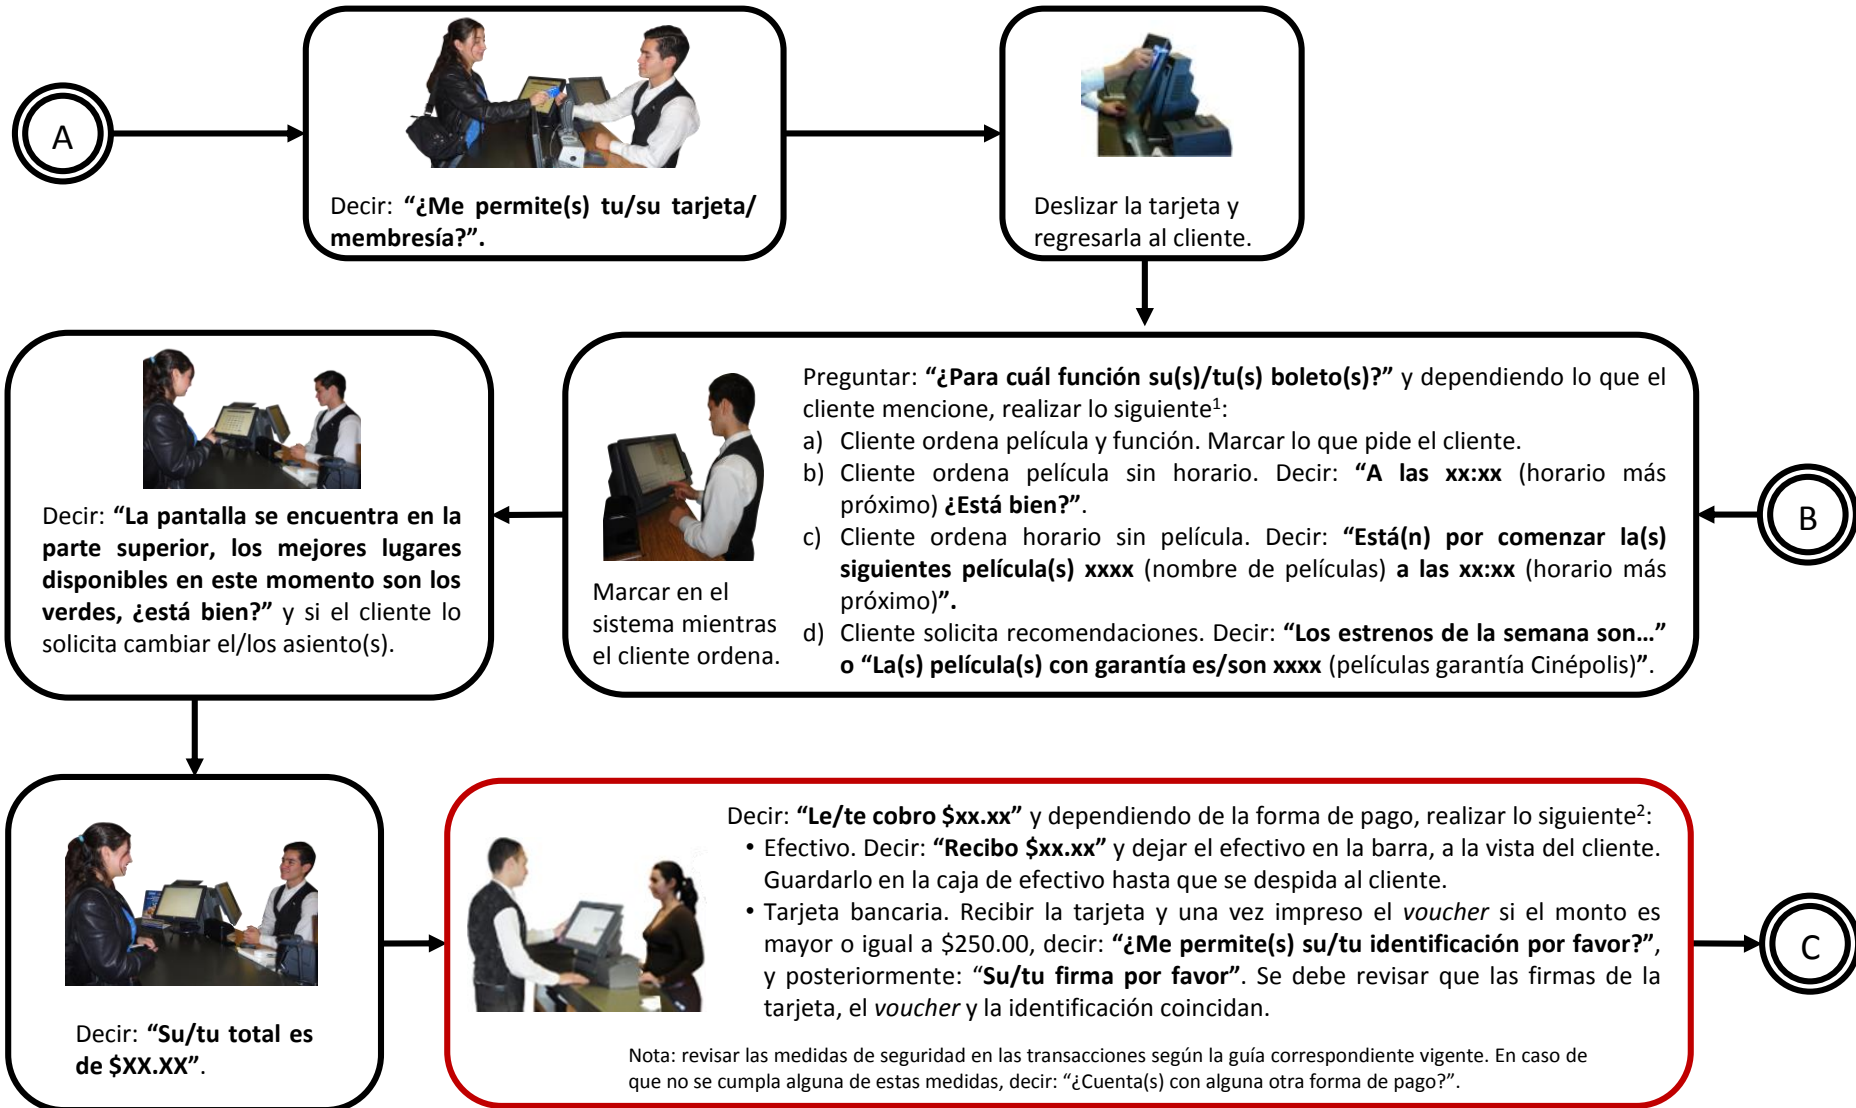 A
Decir: “¿Me permite(s) tu/su tarjeta/
membresía?”.
Deslizar la tarjeta y
regresarla al cliente.
Preguntar: “¿Para cuál función su(s)/tu(s) boleto(s)?” y dependiendo lo que el
cliente mencione, realizar lo siguiente1:
a) Cliente ordena película y función. Marcar lo que pide el cliente.
b) Cliente ordena película sin horario. Decir: “A las xx:xx (horario más
próximo) ¿Está bien?”.
c) Cliente ordena horario sin película. Decir: “Está(n) por comenzar la(s)
siguientes película(s) xxxx (nombre de películas) a las xx:xx (horario más
próximo)”.
d) Cliente solicita recomendaciones. Decir: “Los estrenos de la semana son…”
o “La(s) película(s) con garantía es/son xxxx (películas garantía Cinépolis)”.
Marcar en el
sistema mientras
el cliente ordena.
B
Decir: “La pantalla se encuentra en la
parte superior, los mejores lugares
disponibles en este momento son los
verdes, ¿está bien?” y si el cliente lo
solicita cambiar el/los asiento(s).
Decir: “Su/tu total es
de $XX.XX”.
Decir: “Le/te cobro $xx.xx” y dependiendo de la forma de pago, realizar lo siguiente2:
• Efectivo. Decir: “Recibo $xx.xx” y dejar el efectivo en la barra, a la vista del cliente.
Guardarlo en la caja de efectivo hasta que se despida al cliente.
• Tarjeta bancaria. Recibir la tarjeta y una vez impreso el voucher si el monto es
mayor o igual a $250.00, decir: “¿Me permite(s) su/tu identificación por favor?”,
y posteriormente: “Su/tu firma por favor”. Se debe revisar que las firmas de la
tarjeta, el voucher y la identificación coincidan.
Nota: revisar las medidas de seguridad en las transacciones según la guía correspondiente vigente. En caso de
que no se cumpla alguna de estas medidas, decir: “¿Cuenta(s) con alguna otra forma de pago?”.
C